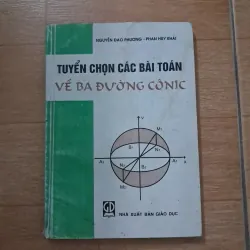 NGUYỄN ĐẠO PHƯƠNG - PHAN HUY KHẢI
TUYỂN CHỌN CÁC BÀI TOÁN
VỀ BA ĐƯỜNG CÔNIC
NHÀ XUẤT BẢN GIÁO DỤC